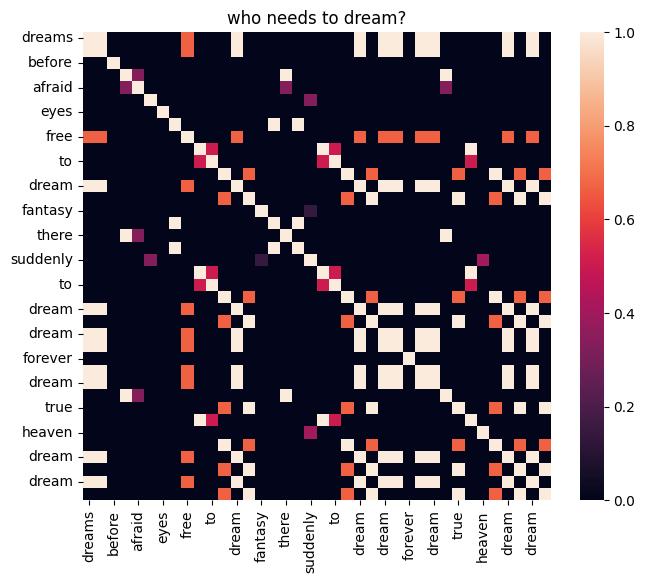 who needs to dream?
dreams
before
afraid
eyes
free
to
dream
fantasy
there
suddenly
to
dream
dream
forever
dream
true
heaven
dream
dream
1.0
0.8
0.6
0.4
0.2
0.0
dreams
before
afraid
eyes
free
to
dream
fantasy
there
suddenly
to
dream
dream
forever
dream
true
heaven
dream
dream